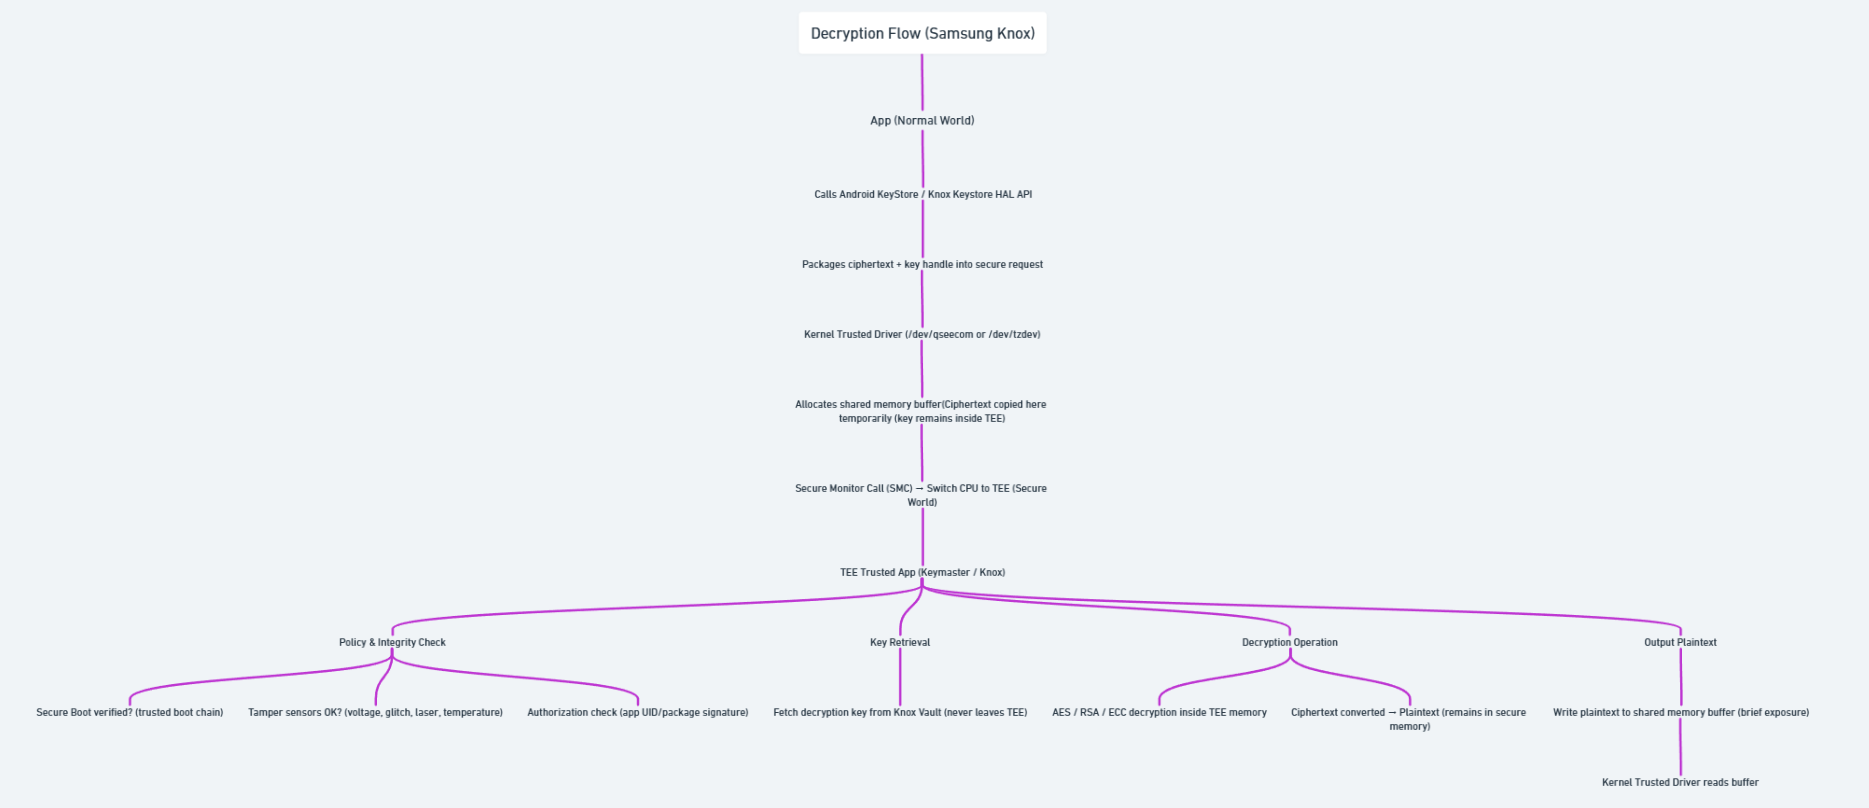 Decryption Flow (Samsung Knox)
App (Normal World)
Calls Android KeyStore / Knox Keystore HAL API
Packages ciphertext + key handle into secure request
Kernel Trusted Driver (/dev/qseecom or /dev/tzdev)
Allocates shared memory buffer(Ciphertext copied here
temporarily (key remains inside TEE)
Secure Monitor Call (SMC) → Switch CPU to TEE (Secure
World)
TEE Trusted App (Keymaster / Knox)
Policy & Integrity Check
Key Retrieval
Decryption Operation
Output Plaintext
Secure Boot verified? (trusted boot chain)
Tamper sensors OK? (voltage, glitch, laser, temperature)
Authorization check (app UID/package signature)
Fetch decryption key from Knox Vault (never leaves TEE)
AES / RSA / ECC decryption inside TEE memory
Ciphertext converted → Plaintext (remains in secure
memory)
Write plaintext to shared memory buffer (brief exposure)
Kernel Trusted Driver reads buffer